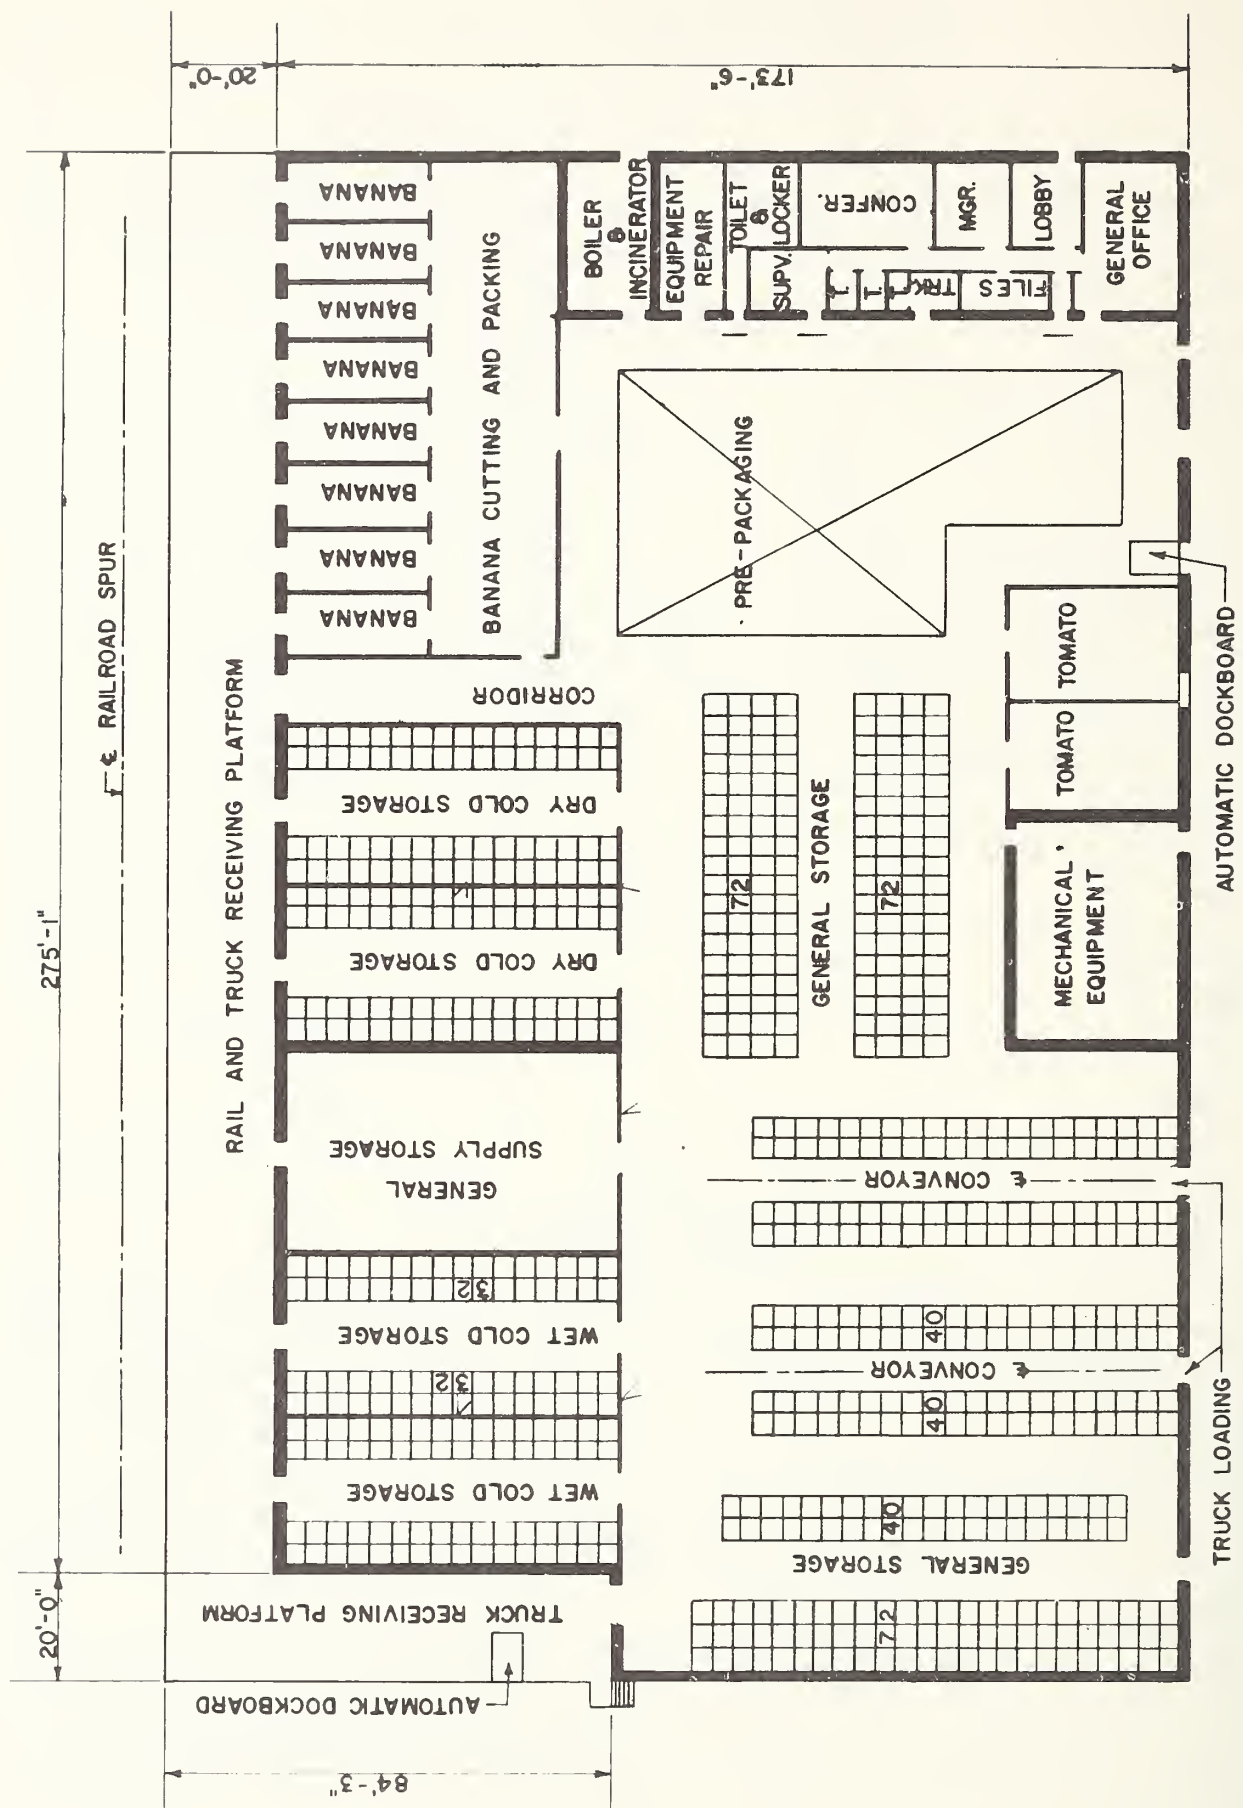 20'-0"
173'-6"
275'-1"
20'-0"
84'-3"
℄ RAILROAD SPUR
RAIL AND TRUCK RECEIVING PLATFORM
BANANA
BANANA
BANANA
BANANA
BANANA
BANANA
BANANA
BANANA
BANANA CUTTING AND PACKING
BOILER
&
INCINERATOR
EQUIPMENT
REPAIR
TOILET
&
LOCKER
SUPV.
CONFER.
MGR.
LOBBY
GENERAL
OFFICE
T
T
T
TRK
FILES
PRE-PACKAGING
CORRIDOR
DRY COLD STORAGE
DRY COLD STORAGE
GENERAL
SUPPLY STORAGE
32
WET COLD STORAGE
32
WET COLD STORAGE
TRUCK RECEIVING PLATFORM
AUTOMATIC DOCKBOARD
72
GENERAL STORAGE
72
TOMATO
TOMATO
MECHANICAL
EQUIPMENT
AUTOMATIC DOCKBOARD
℄ CONVEYOR
40
℄ CONVEYOR
40
40
GENERAL STORAGE
72
TRUCK LOADING